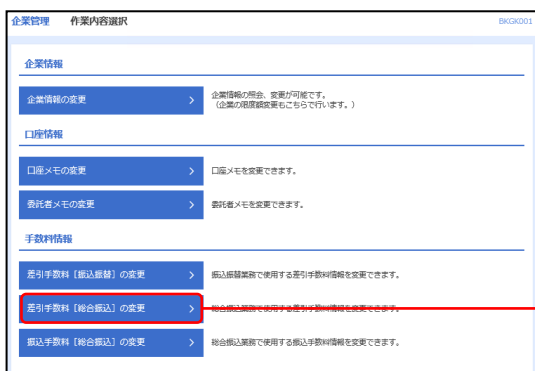 企業管理 作業内容選択 BKGK001
企業情報
企業情報の変更 > 企業情報の照会、変更が可能です。
(企業の限度額変更もこちらで行います。)
口座情報
口座メモの変更 > 口座メモを変更できます。
委託者メモの変更 > 委託者メモを変更できます。
手数料情報
差引手数料［振込振替］の変更 > 振込振替業務で使用する差引手数料情報を変更できます。
差引手数料［総合振込］の変更 > 総合振込業務で使用する差引手数料情報を変更できます。
振込手数料［総合振込］の変更 > 総合振込業務で使用する振込手数料情報を変更できます。